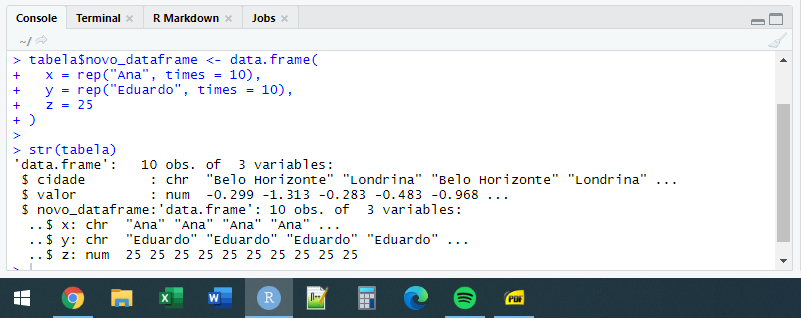 Console Terminal R Markdown Jobs
~/
> tabela$novo_dataframe <- data.frame(
+   x = rep("Ana", times = 10),
+   y = rep("Eduardo", times = 10),
+   z = 25
+ )
>
> str(tabela)
'data.frame':   10 obs. of  3 variables:
 $ cidade        : chr  "Belo Horizonte" "Londrina" "Belo Horizonte" "Londrina" ...
 $ valor         : num  -0.299 -1.313 -0.283 -0.483 -0.968 ...
 $ novo_dataframe:'data.frame': 10 obs. of  3 variables:
  ..$ x: chr  "Ana" "Ana" "Ana" "Ana" ...
  ..$ y: chr  "Eduardo" "Eduardo" "Eduardo" "Eduardo" ...
  ..$ z: num  25 25 25 25 25 25 25 25 25 25
>
X W R PDF